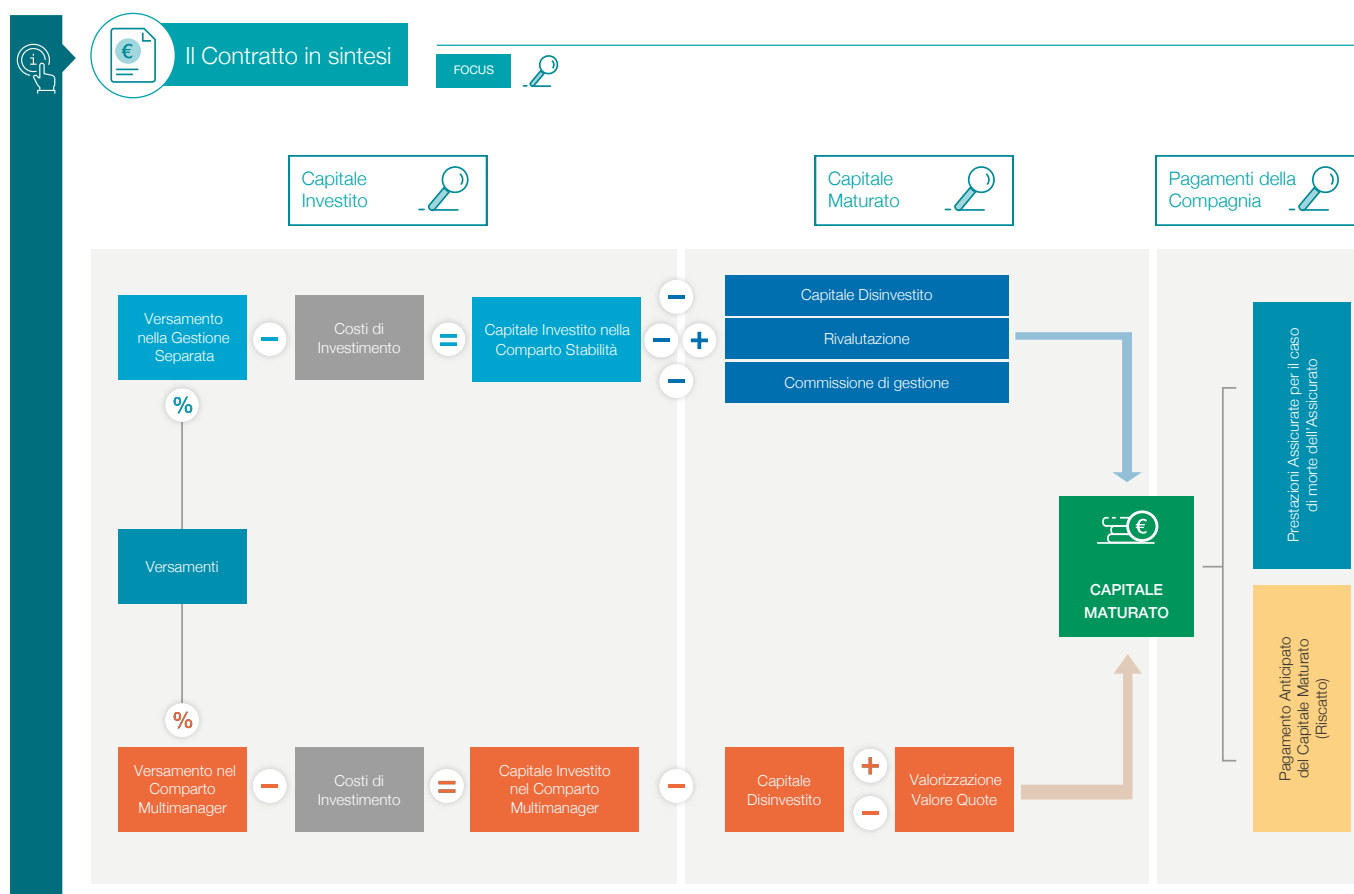 Il Contratto in sintesi
FOCUS
Capitale
Investito
Capitale
Maturato
Pagamenti della
Compagnia
Versamento
nella Gestione
Separata
−
Costi di
Investimento
=
Capitale Investito nella
Comparto Stabilità
−
− +
−
Capitale Disinvestito
Rivalutazione
Commissione di gestione
%
Versamenti
%
€
CAPITALE
MATURATO
Prestazioni Assicurate per il caso
di morte dell'Assicurato
Pagamento Anticipato
del Capitale Maturato
(Riscatto)
Versamento nel
Comparto
Multimanager
−
Costi di
Investimento
=
Capitale Investito
nel Comparto
Multimanager
−
Capitale
Disinvestito
+
−
Valorizzazione
Valore Quote